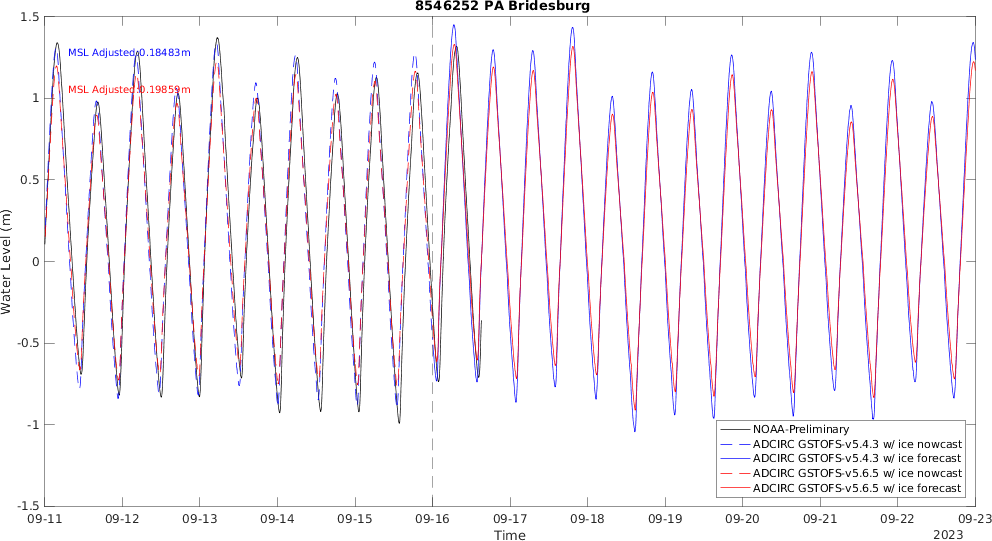 8546252 PA Bridesburg
MSL Adjusted:0.18483m
MSL Adjusted:0.19859m
Water Level (m)
1.5
1
0.5
0
-0.5
-1
-1.5
NOAA-Preliminary
ADCIRC GSTOFS-v5.4.3 w/ ice nowcast
ADCIRC GSTOFS-v5.4.3 w/ ice forecast
ADCIRC GSTOFS-v5.6.5 w/ ice nowcast
ADCIRC GSTOFS-v5.6.5 w/ ice forecast
09-11 09-12 09-13 09-14 09-15 09-16 09-17 09-18 09-19 09-20 09-21 09-22 09-23
Time
2023